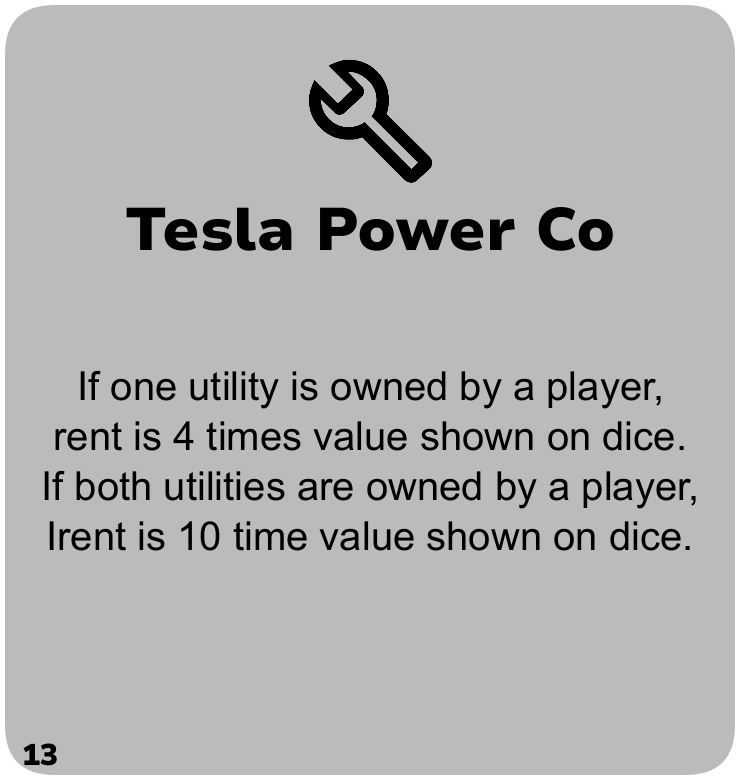 Tesla Power Co
If one utility is owned by a player,
rent is 4 times value shown on dice.
If both utilities are owned by a player,
Irent is 10 time value shown on dice.
13